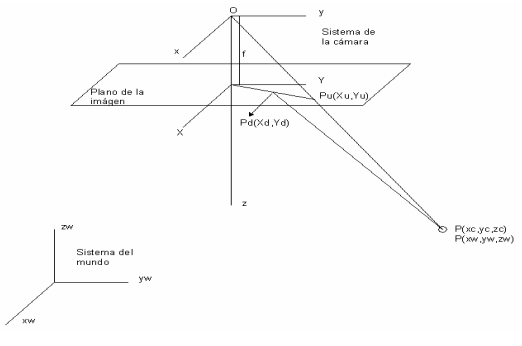 O
y
Sistema de
la cámara
x
f
Y
Plano de la
imágen
Pu(Xu,Yu)
X
Pd(Xd,Yd)
z
P(xc,yc,zc)
P(xw,yw,zw)
zw
Sistema del
mundo
yw
xw